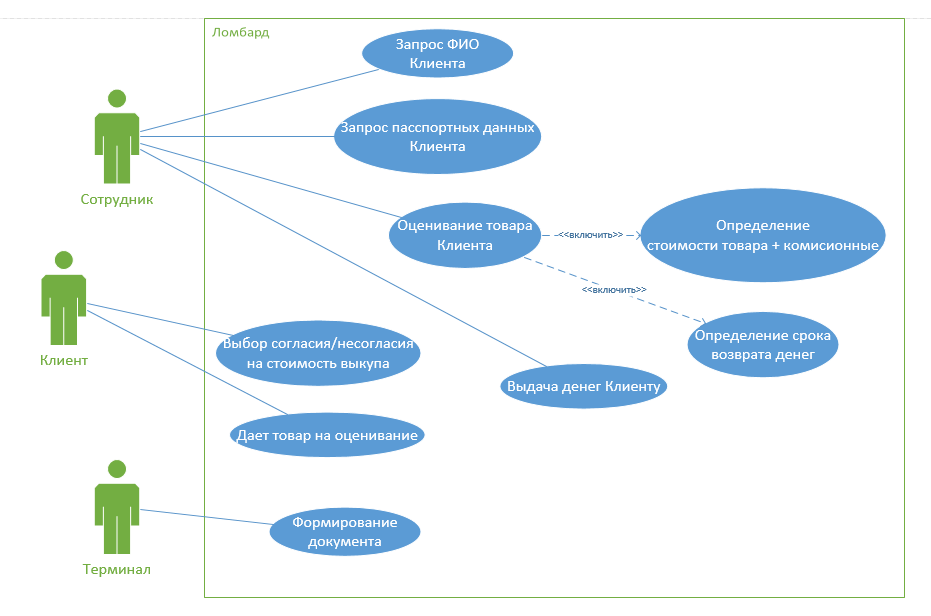 Ломбард
Запрос ФИО
Клиента
Запрос пасспортных данных
Клиента
Сотрудник
Оценивание товара
Клиента
<<включить>>
Определение
стоимости товара + комисионные
<<включить>>
Определение срока
возврата денег
Клиент
Выбор согласия/несогласия
на стоимость выкупа
Выдача денег Клиенту
Дает товар на оценивание
Терминал
Формирование
документа